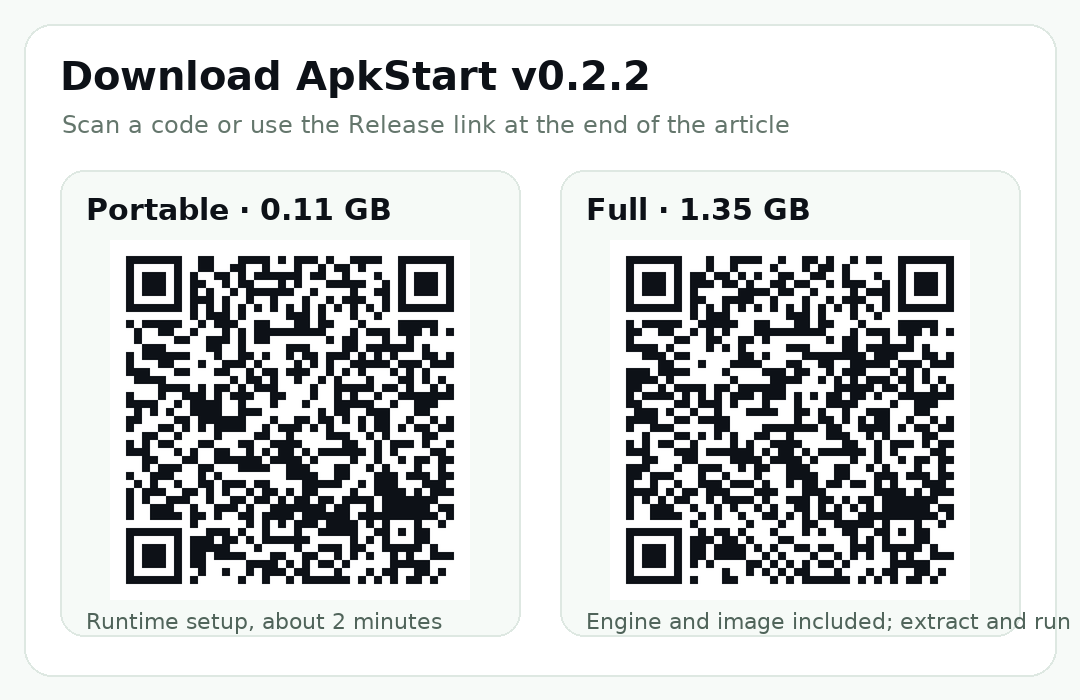 Download ApkStart v0.2.2
Scan a code or use the Release link at the end of the article
Portable · 0.11 GB
Runtime setup, about 2 minutes
Full · 1.35 GB
Engine and image included; extract and run